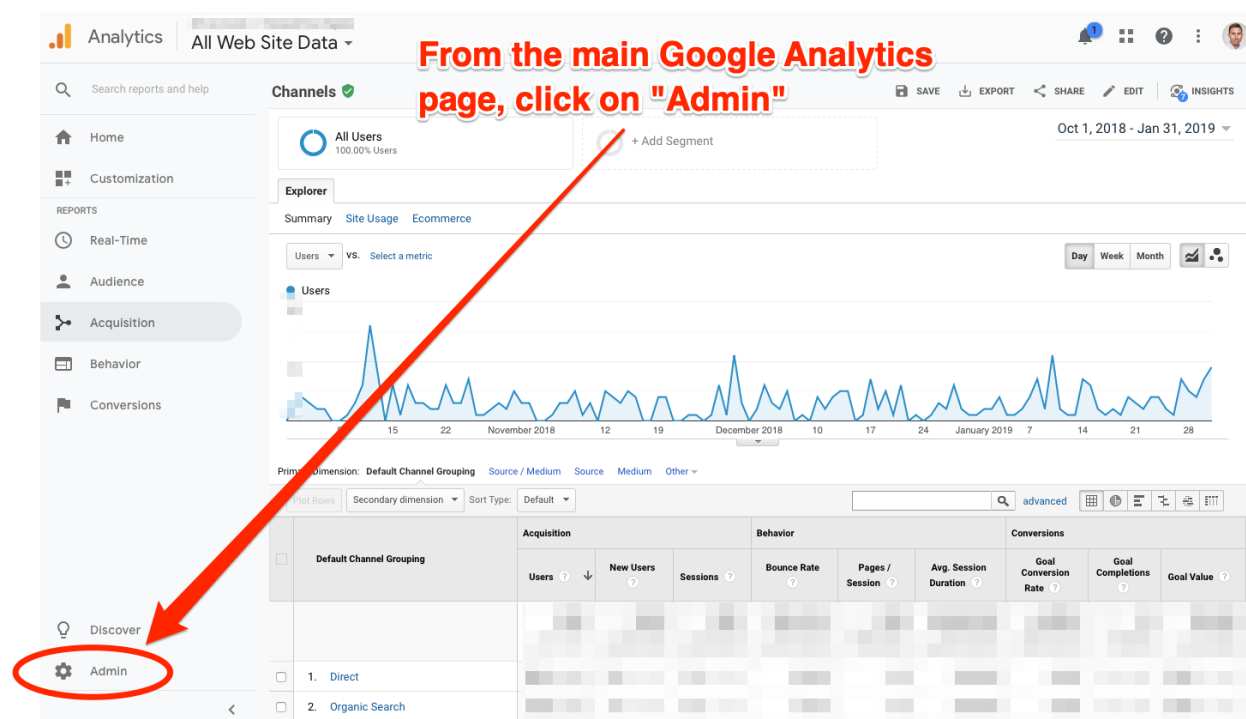 Analytics
All Web Site Data
From the main Google Analytics
page, click on "Admin"
1
Search reports and help
Channels
SAVE
EXPORT
SHARE
EDIT
INSIGHTS
Home
Customization
REPORTS
Real-Time
Audience
Acquisition
Behavior
Conversions
Discover
Admin
All Users
100.00% Users
+ Add Segment
Oct 1, 2018 - Jan 31, 2019
Explorer
Summary Site Usage Ecommerce
Users VS. Select a metric
Day Week Month
Users
15 22 November 2018 12 19 December 2018 10 17 24 January 2019 7 14 21 28
Dimension: Default Channel Grouping Source / Medium Source Medium Other
Plot Rows Secondary dimension Sort Type: Default advanced
Default Channel Grouping
Acquisition Behavior Conversions
Users ? New Users ? Sessions ? Bounce Rate ? Pages / Session ? Avg. Session Duration ? Goal Conversion Rate ? Goal Completions ? Goal Value ?
1. Direct
2. Organic Search